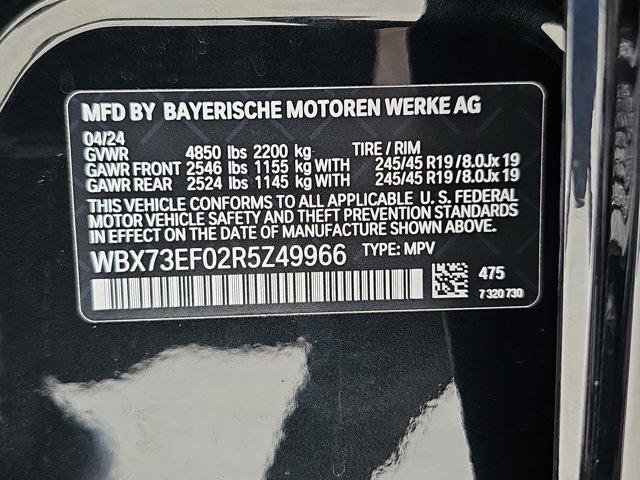 MFD BY BAYERISCHE MOTOREN WERKE AG
04/24
GVWR 4850 lbs 2200 kg TIRE / RIM
GAWR FRONT 2546 lbs 1155 kg WITH 245/45 R19 / 8.0Jx 19
GAWR REAR 2524 lbs 1145 kg WITH 245/45 R19 / 8.0Jx 19
THIS VEHICLE CONFORMS TO ALL APPLICABLE U. S. FEDERAL
MOTOR VEHICLE SAFETY AND THEFT PREVENTION STANDARDS
IN EFFECT ON THE DATE OF MANUFACTURE SHOWN ABOVE.
WBX73EF02R5Z49966 TYPE: MPV
475
7 320 730